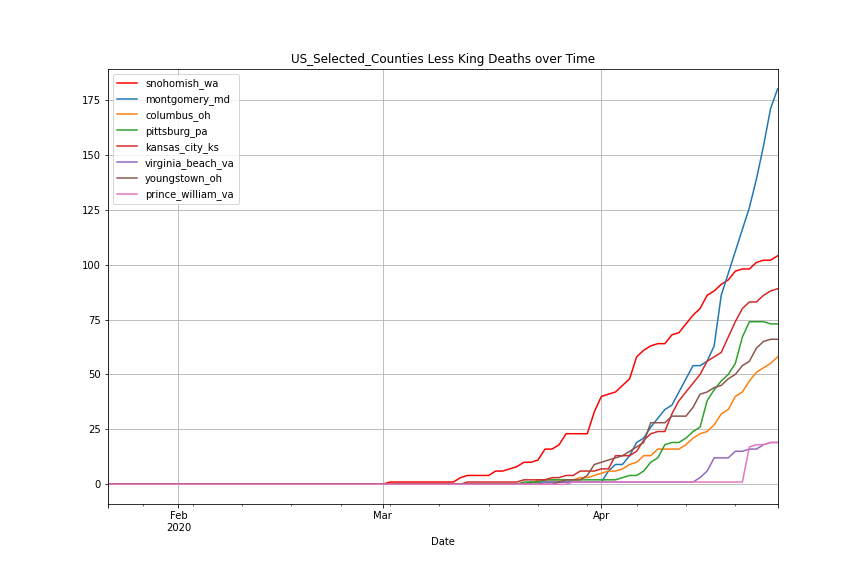 US_Selected_Counties Less King Deaths over Time
snohomish_wa
montgomery_md
columbus_oh
pittsburg_pa
kansas_city_ks
virginia_beach_va
youngstown_oh
prince_william_va
175
150
125
100
75
50
25
0
Feb
2020
Mar
Apr
Date